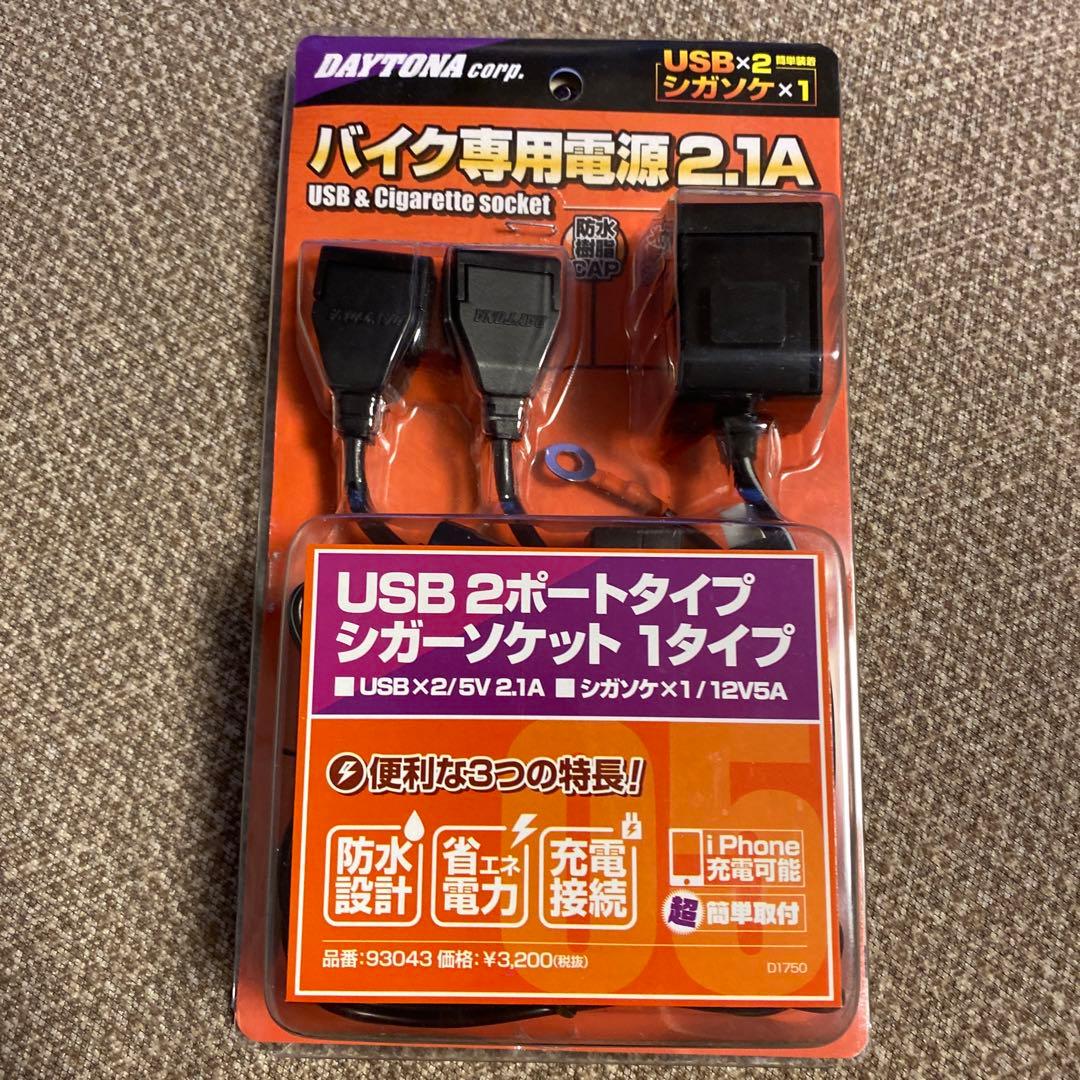 DAYTONA corp.
USB×2 簡単装着
シガソケ×1
バイク専用電源 2.1A
USB & Cigarette socket
防水
樹脂
CAP
DAYTONA
DAYTONA
USB 2ポートタイプ
シガーソケット 1タイプ
■ USB×2/5V 2.1A ■ シガソケ×1/12V5A
05
便利な3つの特長!
防水
設計
省エネ
電力
充電
接続
iPhone
充電可能
超 簡単取付
品番:93043 価格:¥3,200(税抜)
D1750